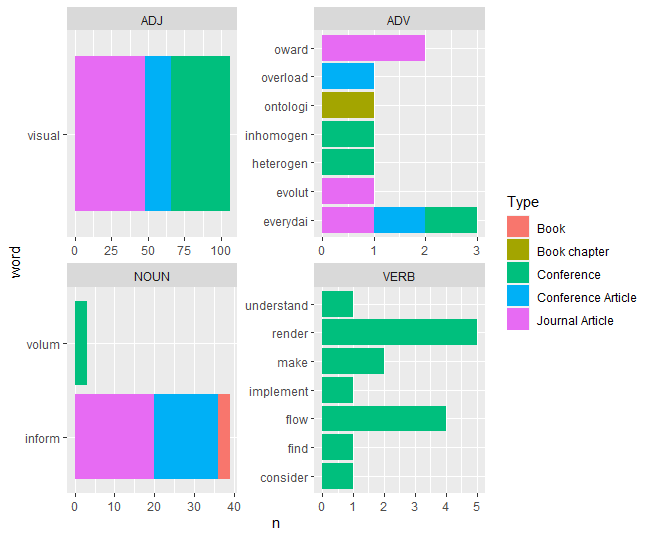 ADJ
visual
0 25 50 75 100
ADV
oward
overload
ontologi
inhomogen
heterogen
evolut
everydai
0 1 2 3
NOUN
volum
inform
0 10 20 30 40
VERB
understand
render
make
implement
flow
find
consider
0 1 2 3 4 5
word
n
Type
Book
Book chapter
Conference
Conference Article
Journal Article